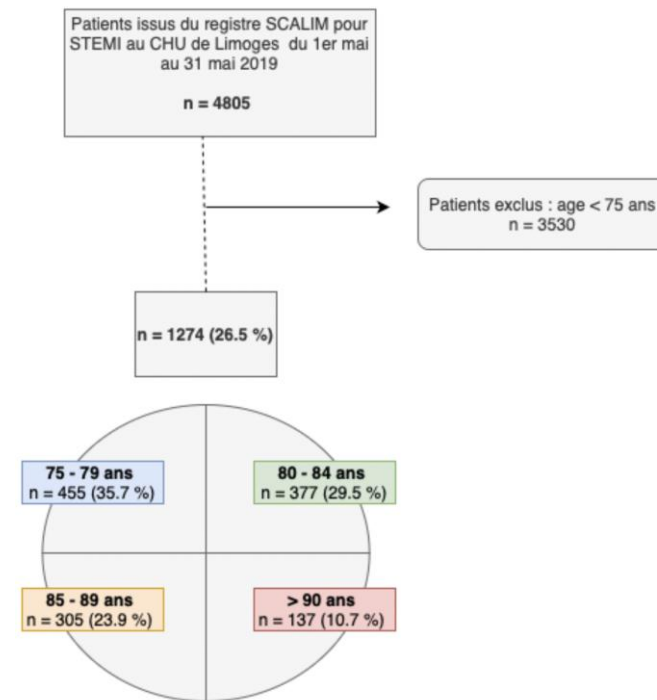 Patients issus du registre SCALIM pour
STEMI au CHU de Limoges du 1er mai
au 31 mai 2019
n = 4805
Patients exclus : age < 75 ans
n = 3530
n = 1274 (26.5 %)
75 - 79 ans
n = 455 (35.7 %)
80 - 84 ans
n = 377 (29.5 %)
85 - 89 ans
n = 305 (23.9 %)
> 90 ans
n = 137 (10.7 %)